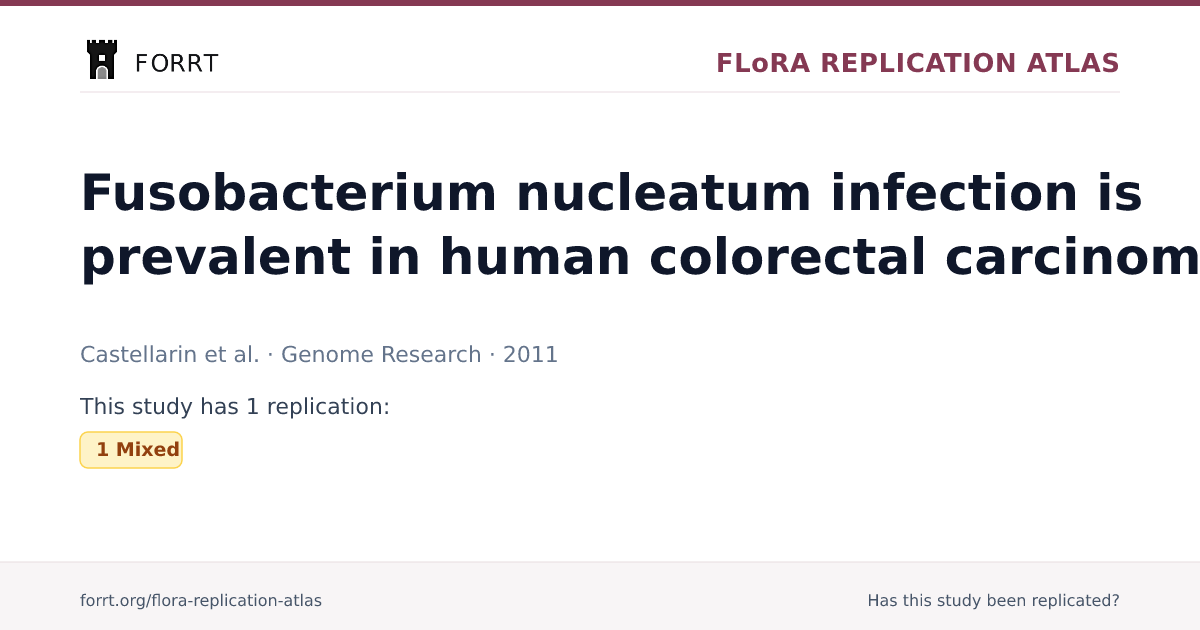 FORRT
FLoRA REPLICATION ATLAS
Fusobacterium nucleatum infection is
prevalent in human colorectal carcinom
Castellarin et al. · Genome Research · 2011
This study has 1 replication:
1 Mixed
forrt.org/flora-replication-atlas
Has this study been replicated?